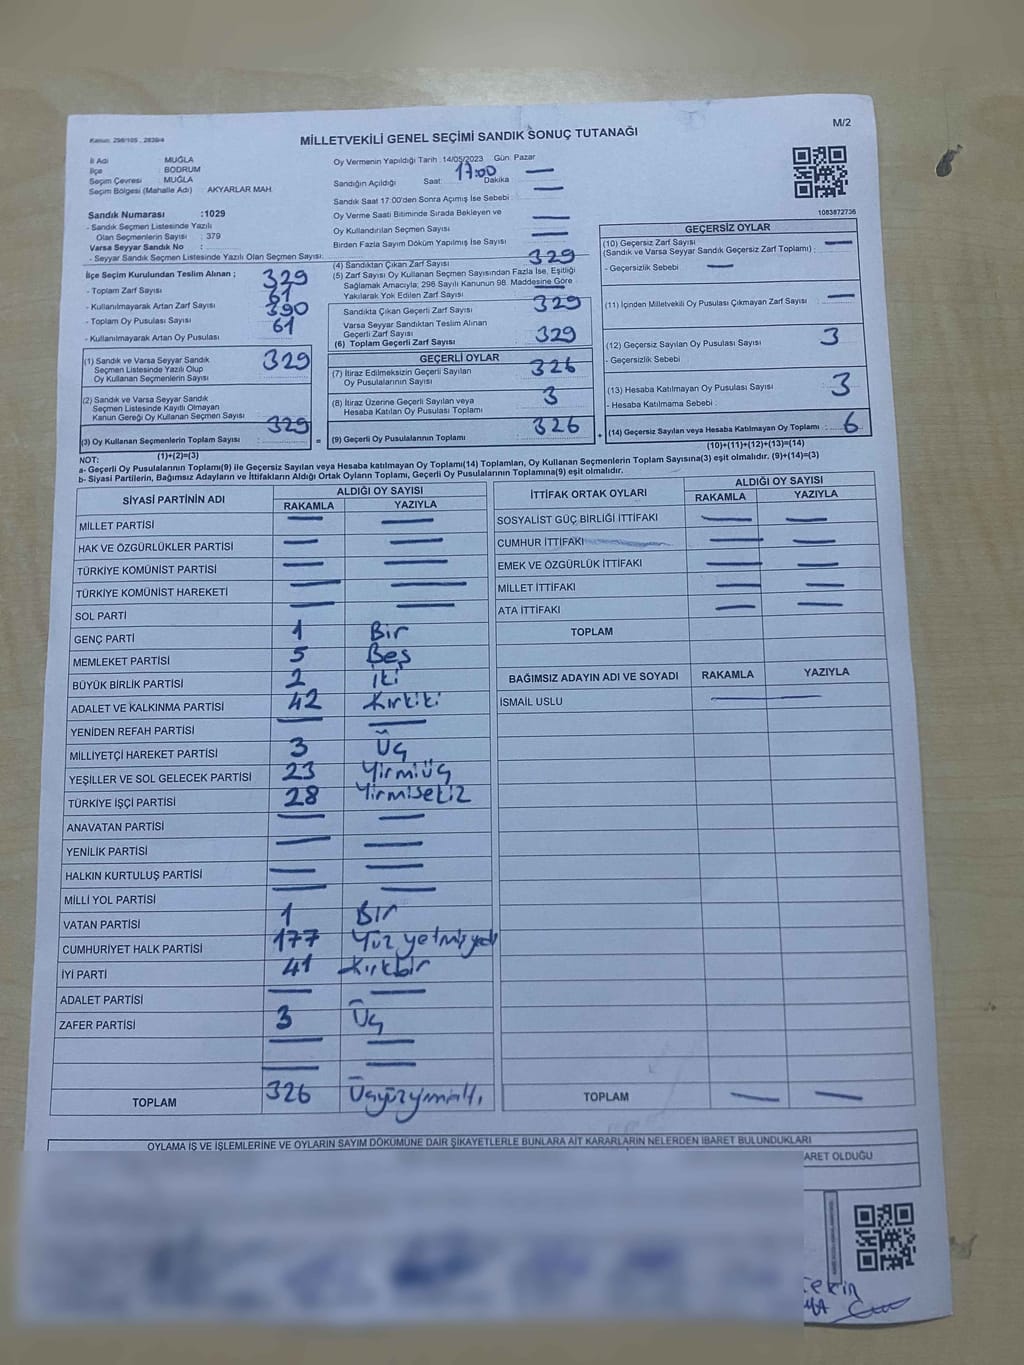 Kanun: 298/105 , 2839/4
M/2
MİLLETVEKİLİ GENEL SEÇİMİ SANDIK SONUÇ TUTANAĞI
İl Adı : MUĞLA
İlçe : BODRUM
Seçim Çevresi : MUĞLA
Seçim Bölgesi (Mahalle Adı) : AKYARLAR MAH.
Sandık Numarası :1029
- Sandık Seçmen Listesinde Yazılı
Olan Seçmenlerin Sayısı : 379
Varsa Seyyar Sandık No :
- Seyyar Sandık Seçmen Listesinde Yazılı Olan Seçmen Sayısı:
Oy Vermenin Yapıldığı Tarih :14/05/2023 Gün: Pazar
Sandığın Açıldığı Saat: 17:00 Dakika —
Sandık Saat 17:00'den Sonra Açımış İse Sebebi : —
Oy Verme Saati Bitiminde Sırada Bekleyen ve
Oy Kullandırılan Seçmen Sayısı —
Birden Fazla Sayım Döküm Yapılmış İse Sayısı —
1083872736
İlçe Seçim Kurulundan Teslim Alınan ;
- Toplam Zarf Sayısı 329
- Kullanılmayarak Artan Zarf Sayısı 61
- Toplam Oy Pusulası Sayısı 390
- Kullanılmayarak Artan Oy Pusulası 61
(1) Sandık ve Varsa Seyyar Sandık
Seçmen Listesinde Yazılı Olup
Oy Kullanan Seçmenlerin Sayısı 329
(2) Sandık ve Varsa Seyyar Sandık
Seçmen Listesinde Kayıtlı Olmayan
Kanun Gereği Oy Kullanan Seçmen Sayısı
(3) Oy Kullanan Seçmenlerin Toplam Sayısı : 329
(1)+(2)=(3)
(4) Sandıktan Çıkan Zarf Sayısı 329
(5) Zarf Sayısı Oy Kullanan Seçmen Sayısından Fazla İse, Eşitliği
Sağlamak Amacıyla; 298 Sayılı Kanunun 98. Maddesine Göre
Yakılarak Yok Edilen Zarf Sayısı —
Sandıkta Çıkan Geçerli Zarf Sayısı 329
Varsa Seyyar Sandıktan Teslim Alınan
Geçerli Zarf Sayısı
(6) Toplam Geçerli Zarf Sayısı 329
GEÇERLİ OYLAR
(7) İtiraz Edilmeksizin Geçerli Sayılan
Oy Pusulalarının Sayısı 326
(8) İtiraz Üzerine Geçerli Sayılan veya
Hesaba Katılan Oy Pusulası Toplamı 3
= (9) Geçerli Oy Pusulalarının Toplamı 326
GEÇERSİZ OYLAR
(10) Geçersiz Zarf Sayısı
(Sandık ve Varsa Seyyar Sandık Geçersiz Zarf Toplamı) : —
- Geçersizlik Sebebi —
(11) İçinden Milletvekili Oy Pusulası Çıkmayan Zarf Sayısı —
(12) Geçersiz Sayılan Oy Pusulası Sayısı 3
- Geçersizlik Sebebi :
(13) Hesaba Katılmayan Oy Pusulası Sayısı 3
- Hesaba Katılmama Sebebi :
+ (14) Geçersiz Sayılan veya Hesaba Katılmayan Oy Toplamı : 6
(10)+(11)+(12)+(13)=(14)
NOT:
a- Geçerli Oy Pusulalarının Toplamı(9) ile Geçersiz Sayılan veya Hesaba katılmayan Oy Toplamı(14) Toplamları, Oy Kullanan Seçmenlerin Toplam Sayısına(3) eşit olmalıdır. (9)+(14)=(3)
b- Siyasi Partilerin, Bağımsız Adayların ve İttifakların Aldığı Ortak Oyların Toplamı, Geçerli Oy Pusulalarının Toplamına(9) eşit olmalıdır.
SİYASİ PARTİNİN ADI ALDIĞI OY SAYISI
RAKAMLA YAZIYLA
MİLLET PARTİSİ — —
HAK VE ÖZGÜRLÜKLER PARTİSİ — —
TÜRKİYE KOMÜNİST PARTİSİ — —
TÜRKİYE KOMÜNİST HAREKETİ — —
SOL PARTİ — —
GENÇ PARTİ 1 Bir
MEMLEKET PARTİSİ 5 Beş
BÜYÜK BİRLİK PARTİSİ 2 İki
ADALET VE KALKINMA PARTİSİ 42 Kırkiki
YENİDEN REFAH PARTİSİ — —
MİLLİYETÇİ HAREKET PARTİSİ 3 Üç
YEŞİLLER VE SOL GELECEK PARTİSİ 23 Yirmiüç
TÜRKİYE İŞÇİ PARTİSİ 28 Yirmisekiz
ANAVATAN PARTİSİ — —
YENİLİK PARTİSİ — —
HALKIN KURTULUŞ PARTİSİ — —
MİLLİ YOL PARTİSİ — —
VATAN PARTİSİ 1 Bir
CUMHURİYET HALK PARTİSİ 177 Yüz yetmişyedi
İYİ PARTİ 41 Kırkbir
ADALET PARTİSİ — —
ZAFER PARTİSİ 3 Üç
— —
— —
TOPLAM 326
İTTİFAK ORTAK OYLARI ALDIĞI OY SAYISI
RAKAMLA YAZIYLA
SOSYALİST GÜÇ BİRLİĞİ İTTİFAKI — —
CUMHUR İTTİFAKI — —
EMEK VE ÖZGÜRLÜK İTTİFAKI — —
MİLLET İTTİFAKI — —
ATA İTTİFAKI — —
TOPLAM
BAĞIMSIZ ADAYIN ADI VE SOYADI RAKAMLA YAZIYLA
İSMAİL USLU —
TOPLAM — —
OYLAMA İŞ VE İŞLEMLERİNE VE OYLARIN SAYIM DÖKÜMÜNE DAİR ŞİKAYETLERLE BUNLARA AİT KARARLARIN NELERDEN İBARET BULUNDUKLARI
ARET OLDUĞU